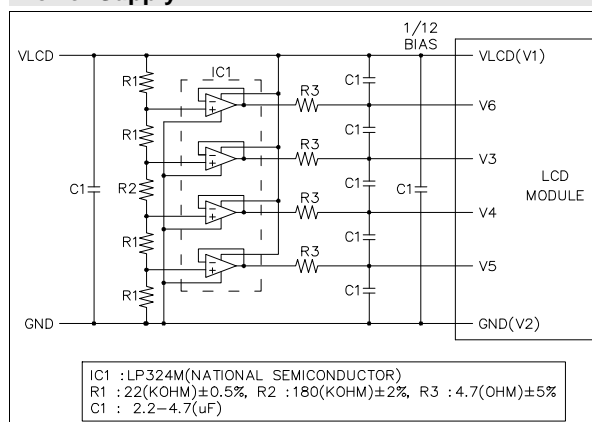 1/12
BIAS
VLCD
VLCD(V1)
IC1
R1
C1
R3
V6
R1
C1
R3
V3
C1
R2
C1
C1
LCD
MODULE
R3
V4
R1
C1
R3
V5
R1
C1
GND
GND(V2)
IC1 :LP324M(NATIONAL SEMICONDUCTOR)
R1 :22(KOHM)±0.5%, R2 :180(KOHM)±2%, R3 :4.7(OHM)±5%
C1 : 2.2-4.7(uF)